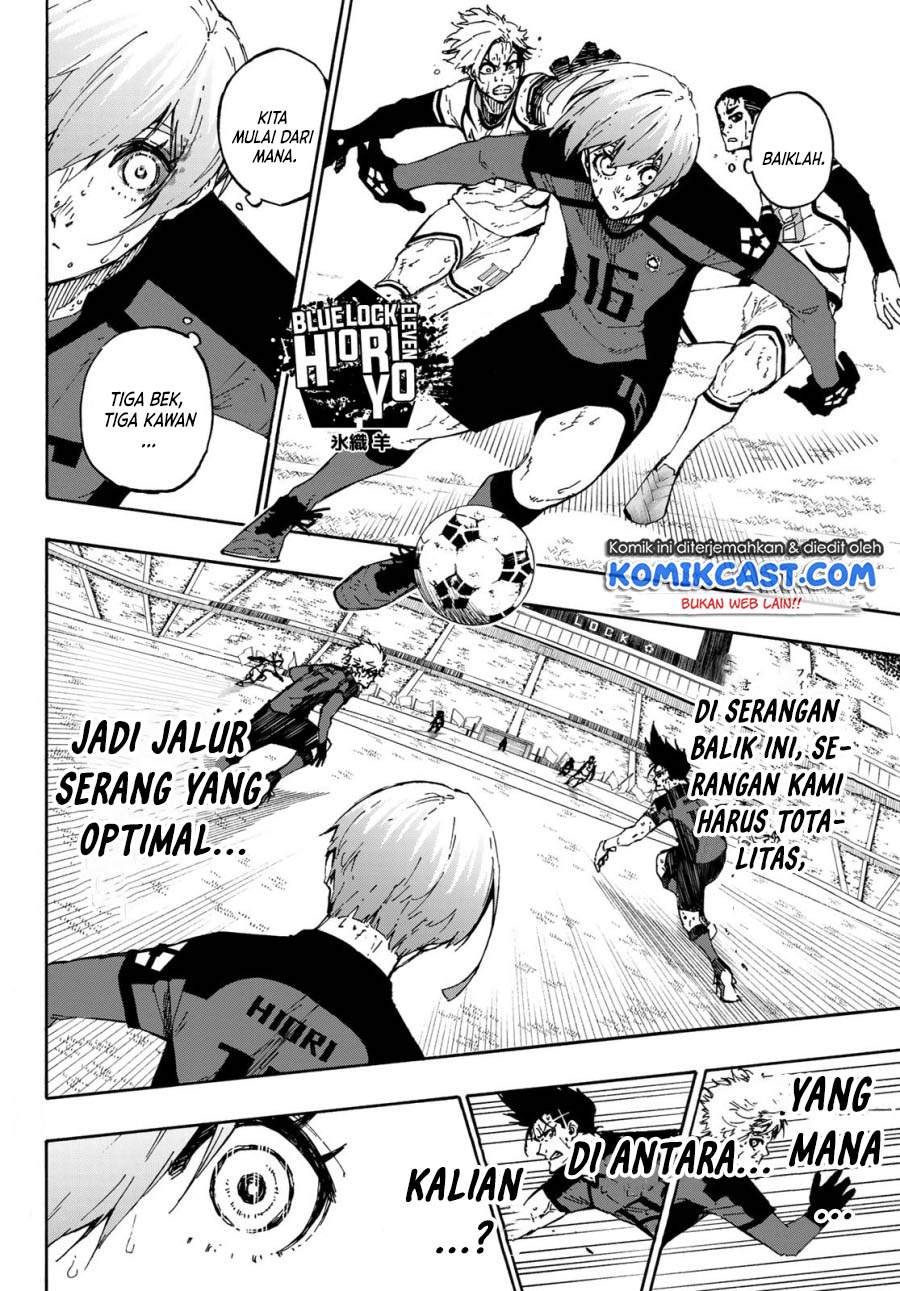 BAIKLAH.
16
16
BLUE LOCK
ELEVEN
HIORI
YO
氷織 羊
KITA
MULAI DARI
MANA.
TIGA BEK,
TIGA KAWAN
...
Komik ini diterjemahkan & diedit oleh
KOMIKCAST.COM
BUKAN WEB LAIN!!
LOCK
DI SERANGAN
BALIK INI, SE-
RANGAN KAMI
HARUS TOTA-
LITAS,
JADI JALUR
SERANG YANG
OPTIMAL...
HIORI
YANG
MANA
...
DI ANTARA...
KALIAN
...?